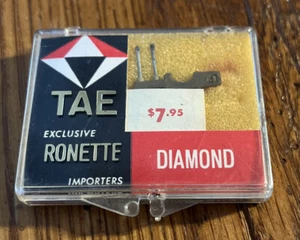 TAE
$7.95
EXCLUSIVE
RONETTE
DIAMOND
IMPORTERS